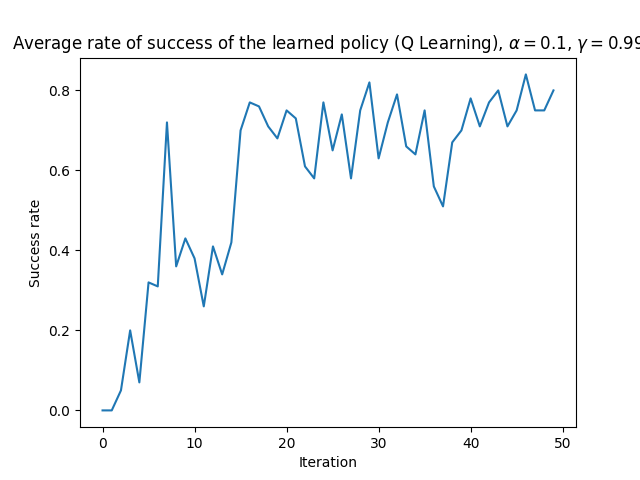 Average rate of success of the learned policy (Q Learning), α = 0.1, γ = 0.99
Success rate
0.8
0.6
0.4
0.2
0.0
0 10 20 30 40 50
Iteration